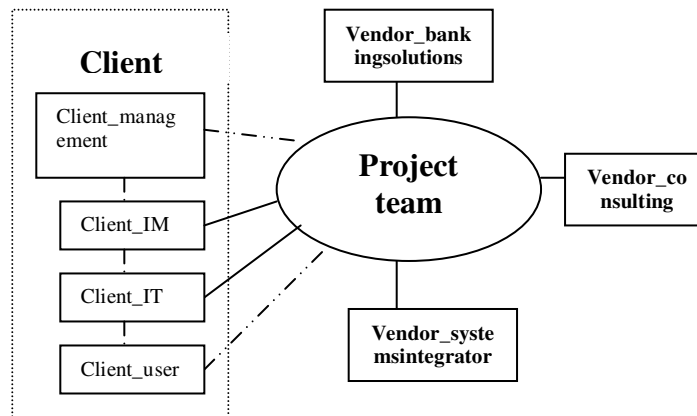 Client
Client_manag
ement
Client_IM
Client_IT
Client_user
Vendor_bank
ingsolutions
Project
team
Vendor_co
nsulting
Vendor_syste
msintegrator